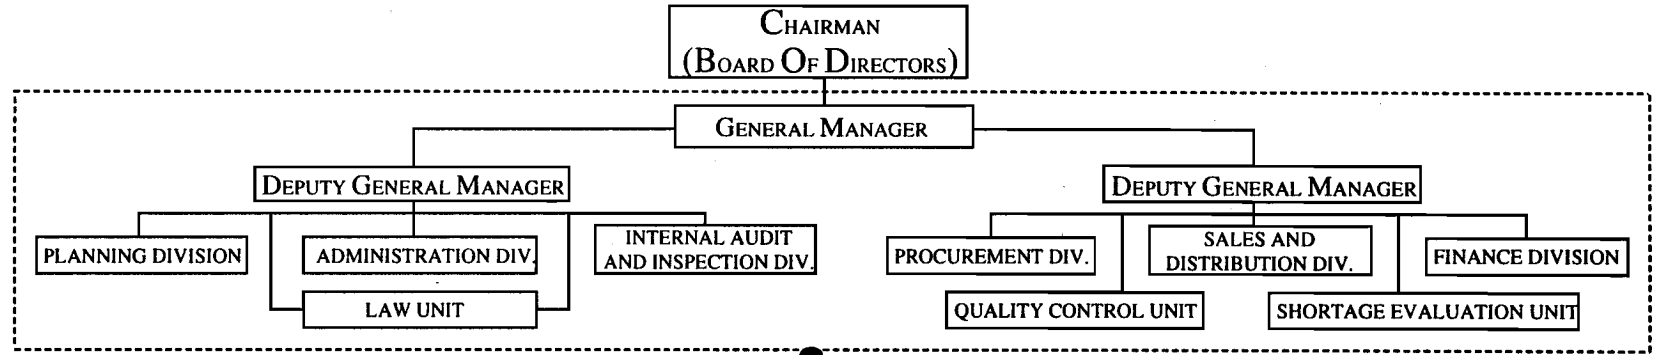 CHAIRMAN
(BOARD OF DIRECTORS)
GENERAL MANAGER
DEPUTY GENERAL MANAGER
DEPUTY GENERAL MANAGER
PLANNING DIVISION
ADMINISTRATION DIV.
INTERNAL AUDIT
AND INSPECTION DIV.
LAW UNIT
PROCUREMENT DIV.
SALES AND
DISTRIBUTION DIV.
FINANCE DIVISION
QUALITY CONTROL UNIT
SHORTAGE EVALUATION UNIT